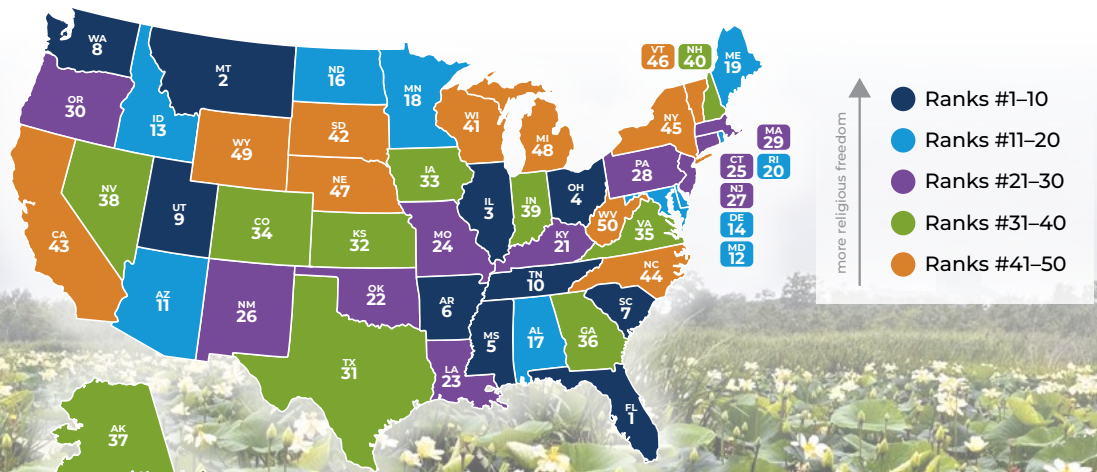 WA
8
MT
2
ND
16
MN
18
VT
46
NH
40
ME
19
OR
30
ID
13
WY
49
SD
42
WI
41
MI
48
NY
45
MA
29
CT
25
RI
20
NJ
27
DE
14
MD
12
NV
38
UT
9
CO
34
NE
47
IA
33
IL
3
IN
39
OH
4
PA
28
WV
50
VA
35
CA
43
KS
32
MO
24
KY
21
NC
44
TN
10
AZ
11
NM
26
OK
22
AR
6
SC
7
MS
5
AL
17
GA
36
TX
31
LA
23
FL
1
AK
37
more religious freedom
Ranks #1–10
Ranks #11–20
Ranks #21–30
Ranks #31–40
Ranks #41–50